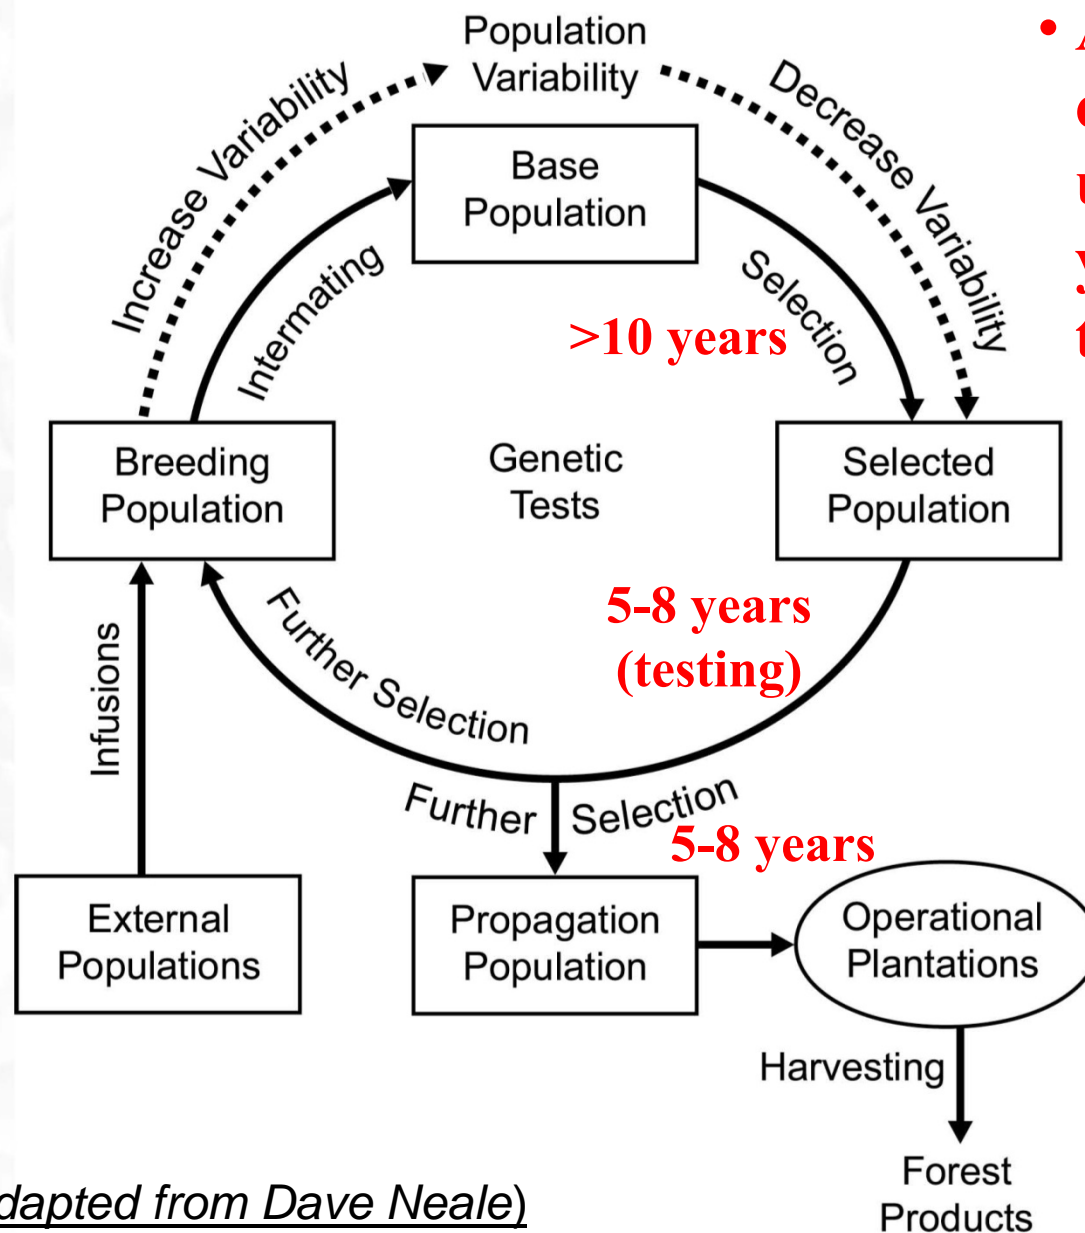 Population
Variability
Increase Variability
Decrease Variability
Base
Population
Intermating
Selection
>10 years
Breeding
Population
Genetic
Tests
Selected
Population
5-8 years
(testing)
Further Selection
Infusions
Further Selection
5-8 years
External
Populations
Propagation
Population
Operational
Plantations
Harvesting
Forest
Products
from Dave Neale)